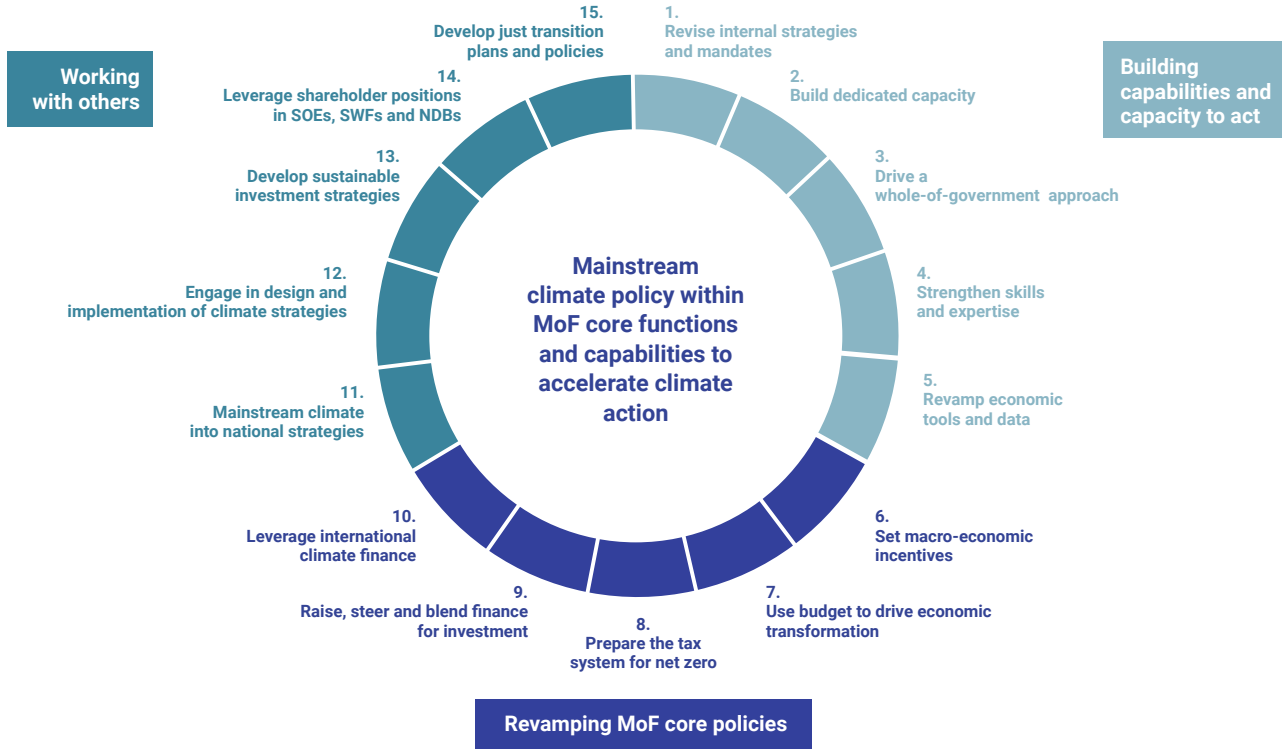 Working
with others
Building
capabilities and
capacity to act
Mainstream
climate policy within
MoF core functions
and capabilities to
accelerate climate
action
1.
Revise internal strategies
and mandates
2.
Build dedicated capacity
3.
Drive a
whole-of-government approach
4.
Strengthen skills
and expertise
5.
Revamp economic
tools and data
6.
Set macro-economic
incentives
7.
Use budget to drive economic
transformation
8.
Prepare the tax
system for net zero
9.
Raise, steer and blend finance
for investment
10.
Leverage international
climate finance
11.
Mainstream climate
into national strategies
12.
Engage in design and
implementation of climate strategies
13.
Develop sustainable
investment strategies
14.
Leverage shareholder positions
in SOEs, SWFs and NDBs
15.
Develop just transition
plans and policies
Revamping MoF core policies